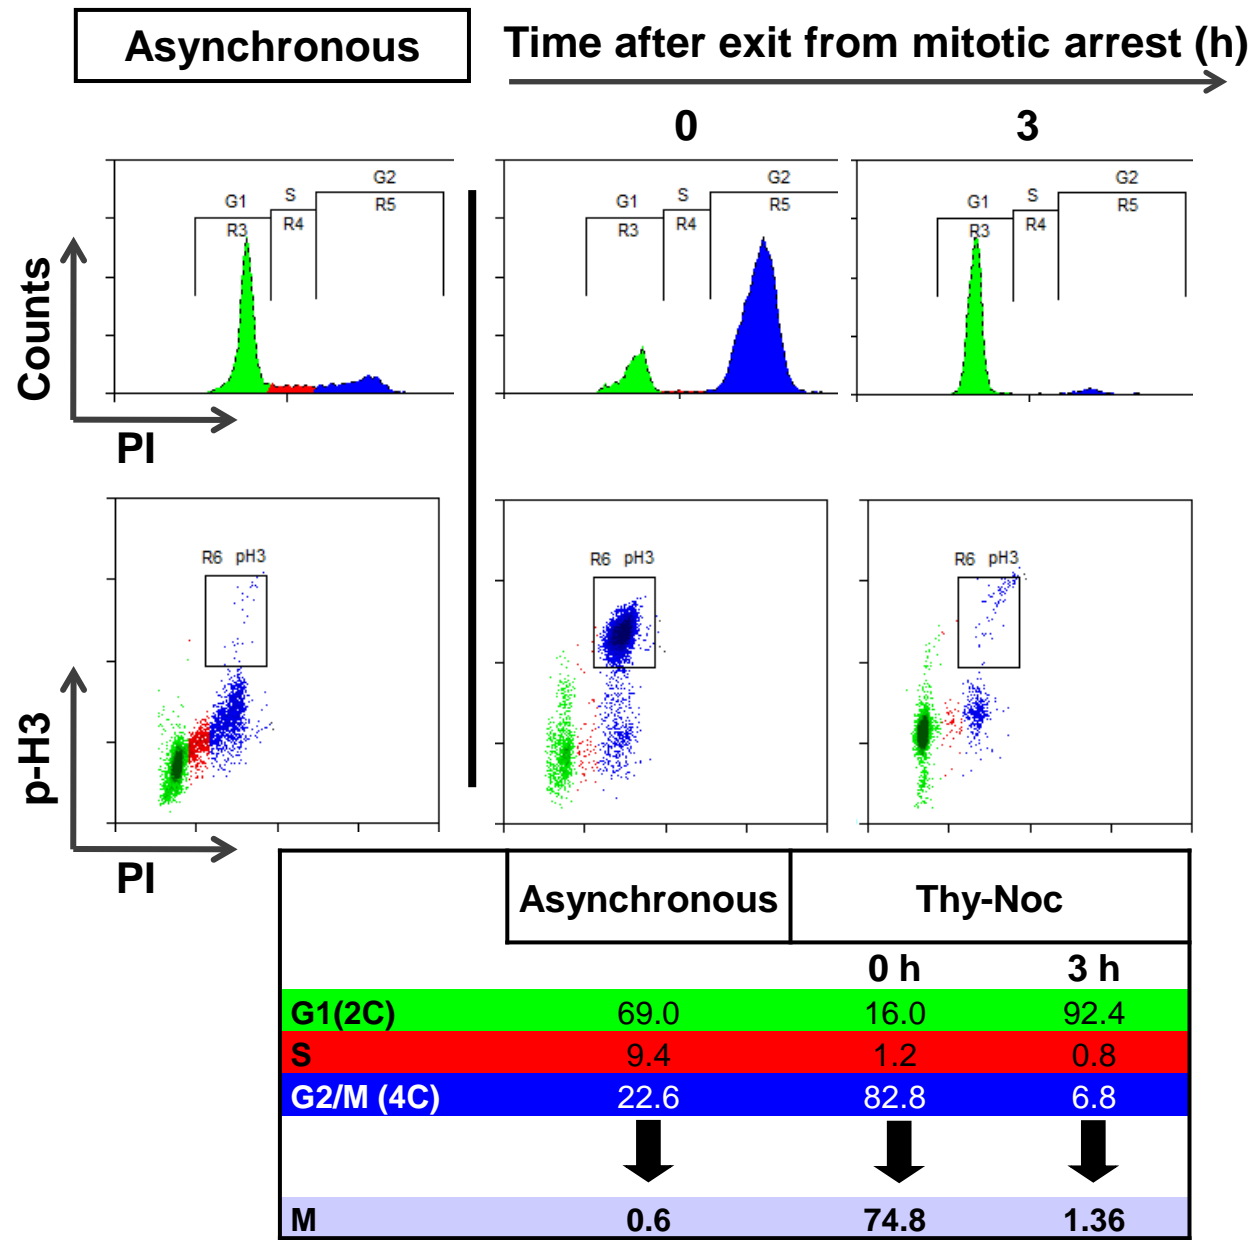 Asynchronous
Time after exit from mitotic arrest (h)
0
3
Counts
G1
R3
S
R4
G2
R5
G1
R3
S
R4
G2
R5
G1
R3
S
R4
G2
R5
PI
p-H3
R6 pH3
R6 pH3
R6 pH3
PI
Asynchronous Thy-Noc
0 h 3 h
G1(2C) 69.0 16.0 92.4
S 9.4 1.2 0.8
G2/M (4C) 22.6 82.8 6.8
M 0.6 74.8 1.36